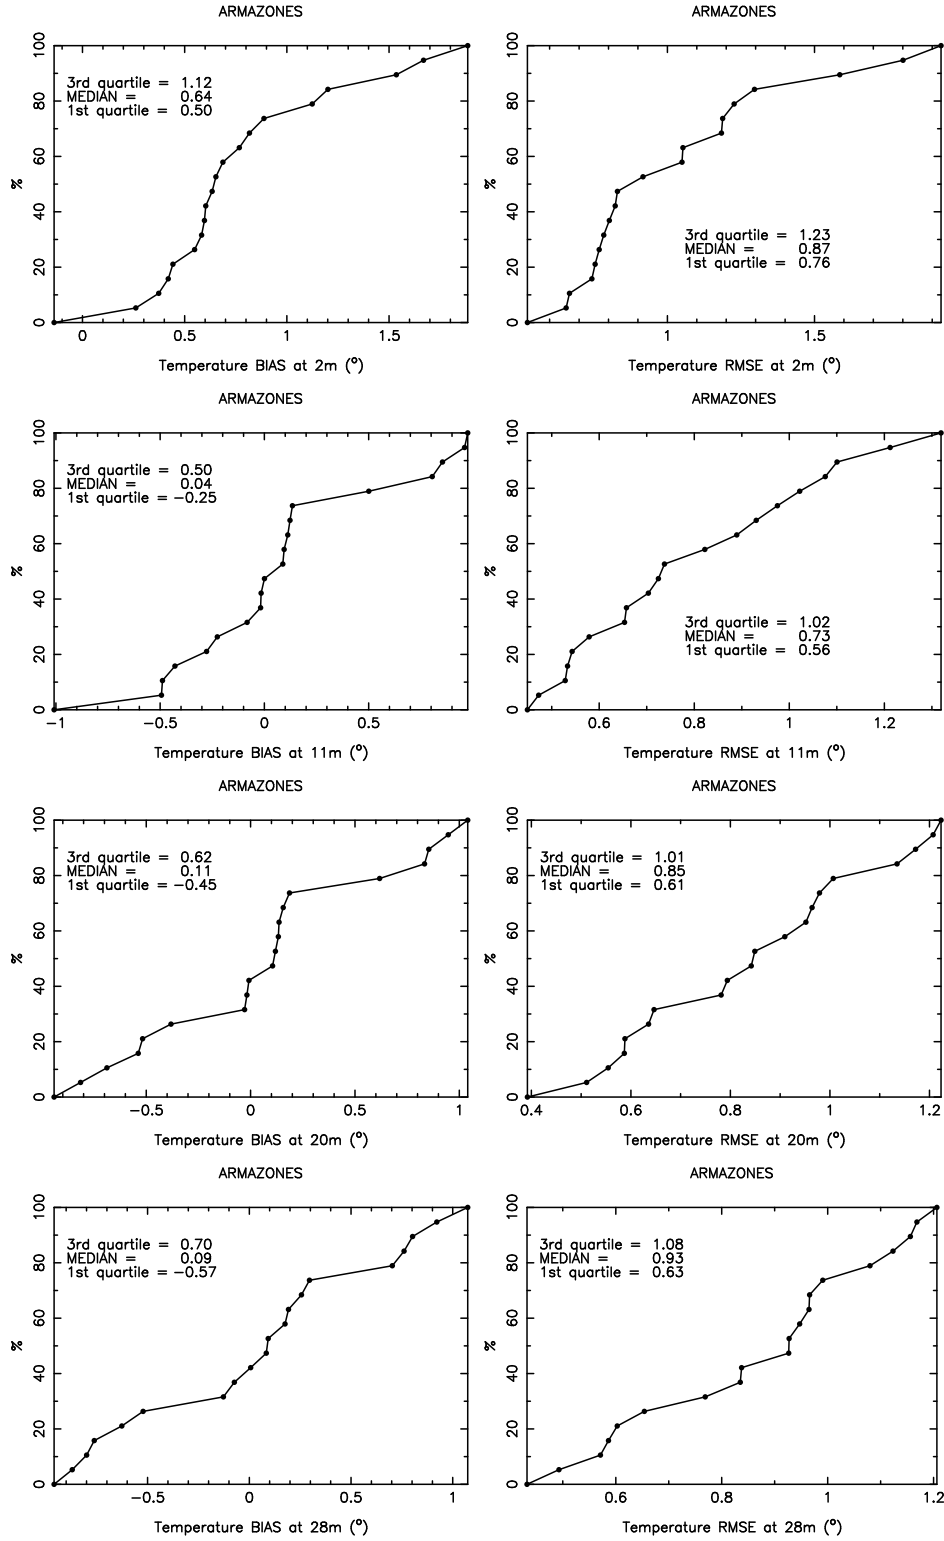 ARMAZONES
3rd quartile = 1.12
MEDIAN = 0.64
1st quartile = 0.50
%
0 20 40 60 80 100
0 0.5 1 1.5
Temperature BIAS at 2m (°)
ARMAZONES
3rd quartile = 1.23
MEDIAN = 0.87
1st quartile = 0.76
%
0 20 40 60 80 100
1 1.5
Temperature RMSE at 2m (°)
ARMAZONES
3rd quartile = 0.50
MEDIAN = 0.04
1st quartile = −0.25
%
0 20 40 60 80 100
−1 −0.5 0 0.5
Temperature BIAS at 11m (°)
ARMAZONES
3rd quartile = 1.02
MEDIAN = 0.73
1st quartile = 0.56
%
0 20 40 60 80 100
0.6 0.8 1 1.2
Temperature RMSE at 11m (°)
ARMAZONES
3rd quartile = 0.62
MEDIAN = 0.11
1st quartile = −0.45
%
0 20 40 60 80 100
−0.5 0 0.5 1
Temperature BIAS at 20m (°)
ARMAZONES
3rd quartile = 1.01
MEDIAN = 0.85
1st quartile = 0.61
%
0 20 40 60 80 100
0.4 0.6 0.8 1 1.2
Temperature RMSE at 20m (°)
ARMAZONES
3rd quartile = 0.70
MEDIAN = 0.09
1st quartile = −0.57
%
0 20 40 60 80 100
−0.5 0 0.5 1
Temperature BIAS at 28m (°)
ARMAZONES
3rd quartile = 1.08
MEDIAN = 0.93
1st quartile = 0.63
%
0 20 40 60 80 100
0.6 0.8 1 1.2
Temperature RMSE at 28m (°)